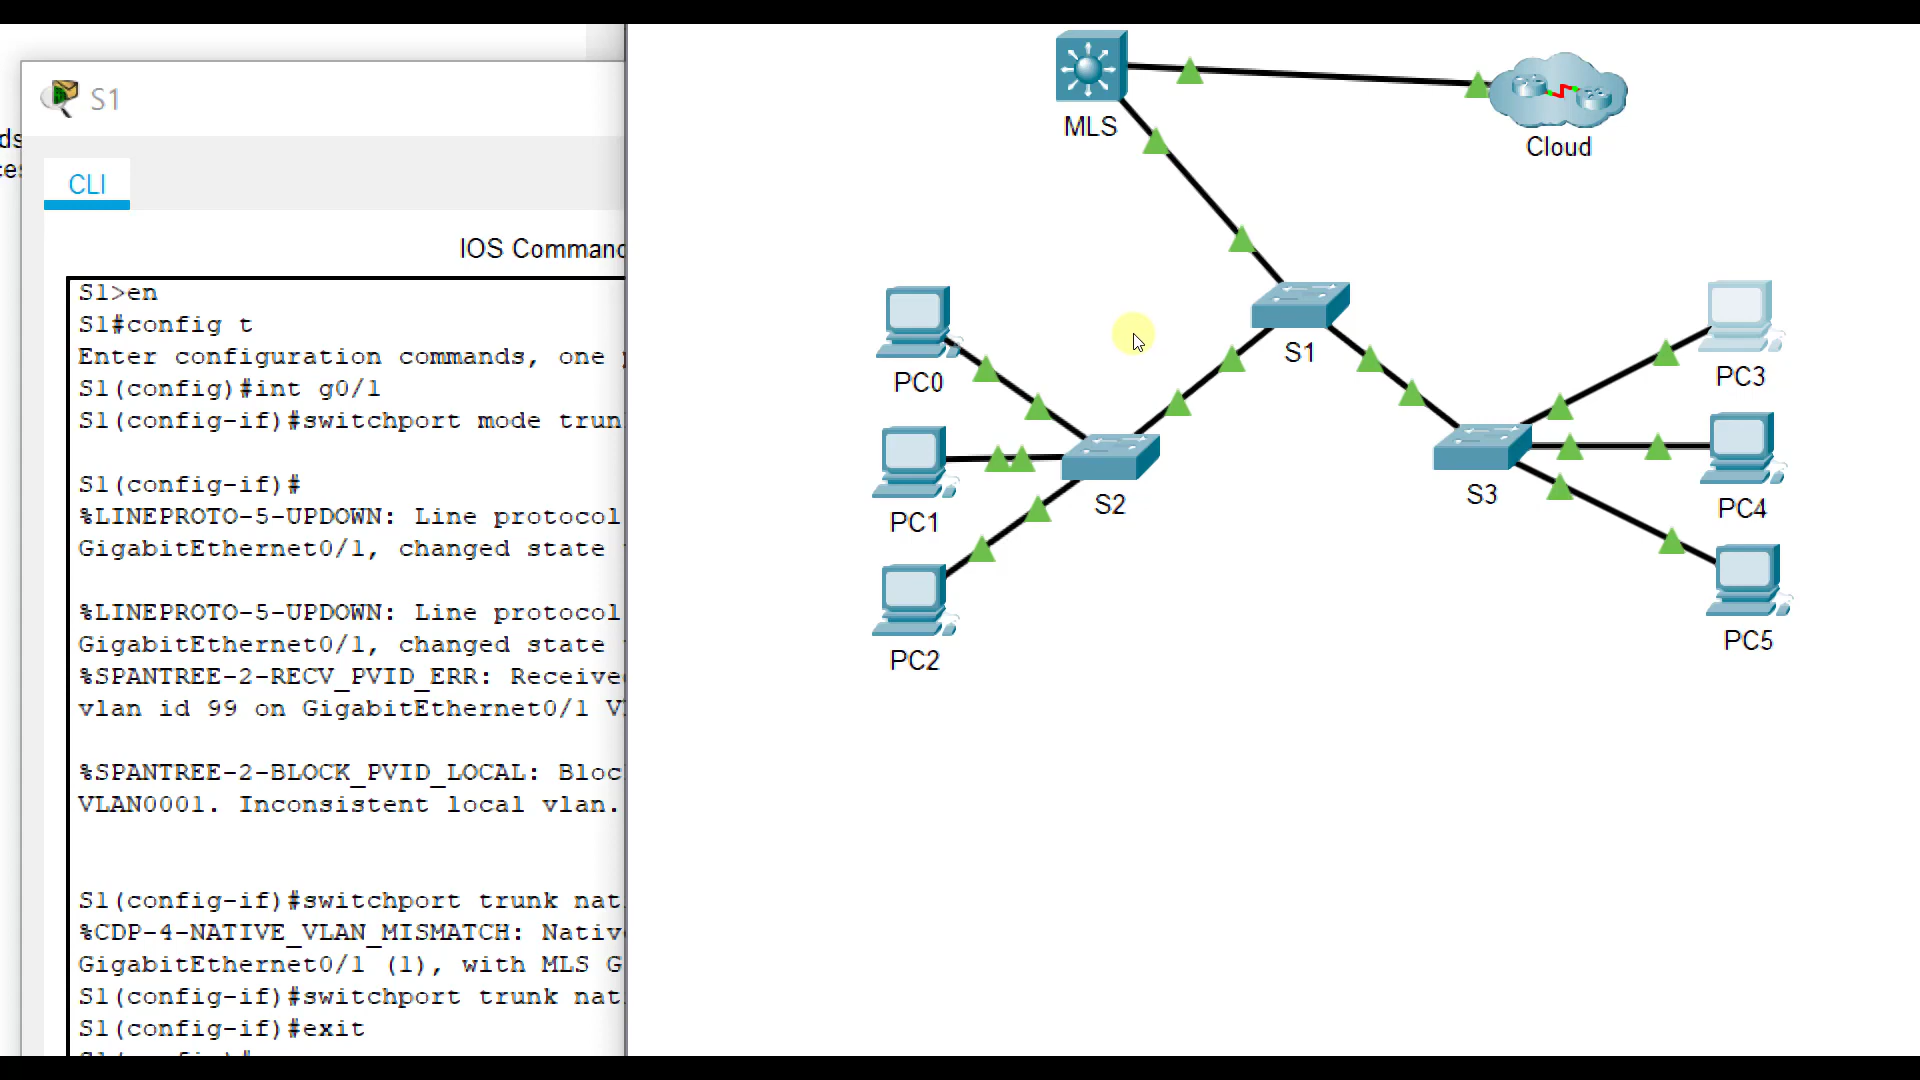 S1
ds
CLI
IOS Command
S1>en
S1#config t
Enter configuration commands, one
S1(config)#int g0/1
S1(config-if)#switchport mode trun
S1(config-if)#
%LINEPROTO-5-UPDOWN: Line protocol
GigabitEthernet0/1, changed state
%LINEPROTO-5-UPDOWN: Line protocol
GigabitEthernet0/1, changed state
%SPANTREE-2-RECV_PVID_ERR: Receive
vlan id 99 on GigabitEthernet0/1
%SPANTREE-2-BLOCK_PVID_LOCAL: Bloc
VLAN0001. Inconsistent local vlan.
S1(config-if)#switchport trunk nat
%CDP-4-NATIVE_VLAN_MISMATCH: Nativ
GigabitEthernet0/1 (1), with MLS G
S1(config-if)#switchport trunk nat
S1(config-if)#exit
MLS
Cloud
PC0
S1
PC3
PC1
S2
S3
PC4
PC2
PC5